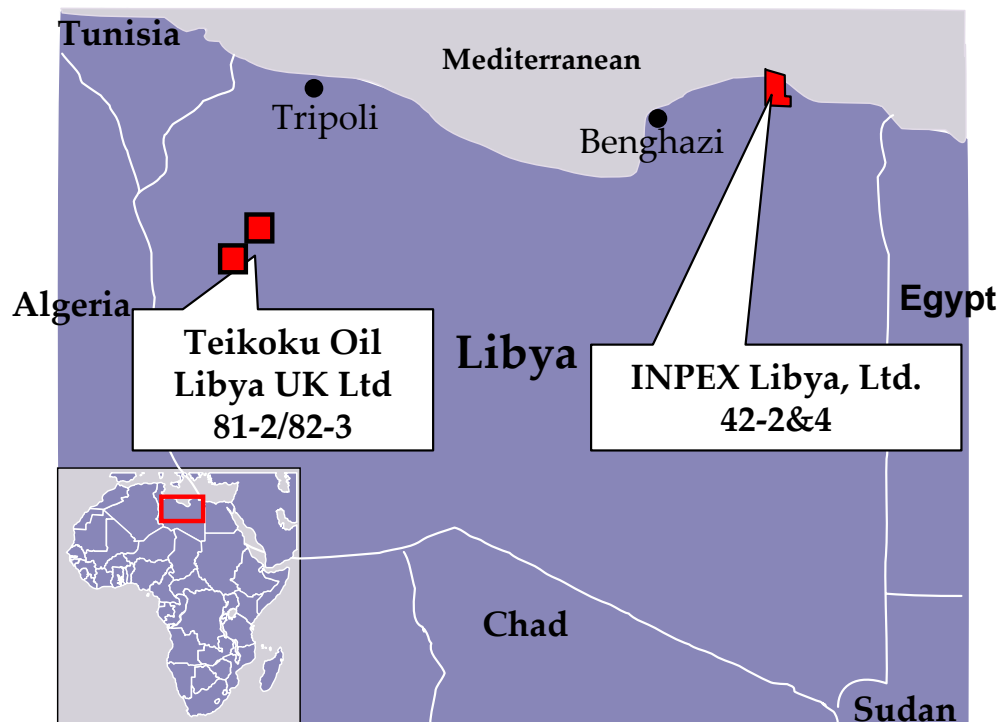 Tunisia
Mediterranean
Tripoli
Benghazi
Algeria
Egypt
Teikoku Oil
Libya UK Ltd
81-2/82-3
Libya
INPEX Libya, Ltd.
42-2&4
Chad
Sudan